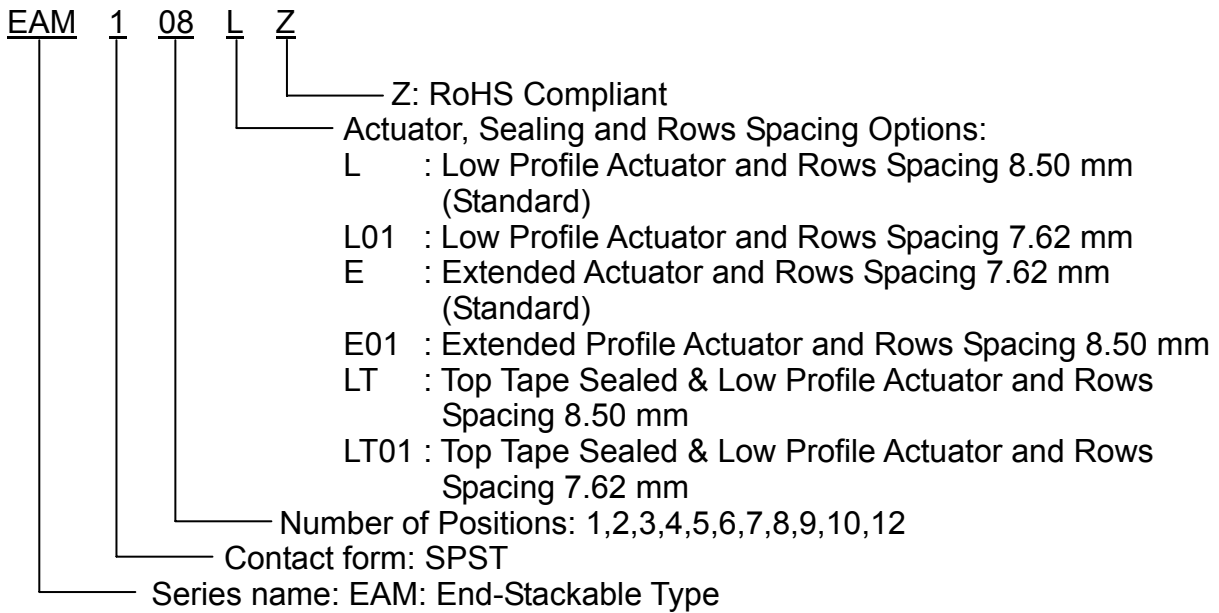 EAM 1 08 L Z
Z: RoHS Compliant
Actuator, Sealing and Rows Spacing Options:
L : Low Profile Actuator and Rows Spacing 8.50 mm
(Standard)
L01 : Low Profile Actuator and Rows Spacing 7.62 mm
E : Extended Actuator and Rows Spacing 7.62 mm
(Standard)
E01 : Extended Profile Actuator and Rows Spacing 8.50 mm
LT : Top Tape Sealed & Low Profile Actuator and Rows
Spacing 8.50 mm
LT01 : Top Tape Sealed & Low Profile Actuator and Rows
Spacing 7.62 mm
Number of Positions: 1,2,3,4,5,6,7,8,9,10,12
Contact form: SPST
Series name: EAM: End-Stackable Type